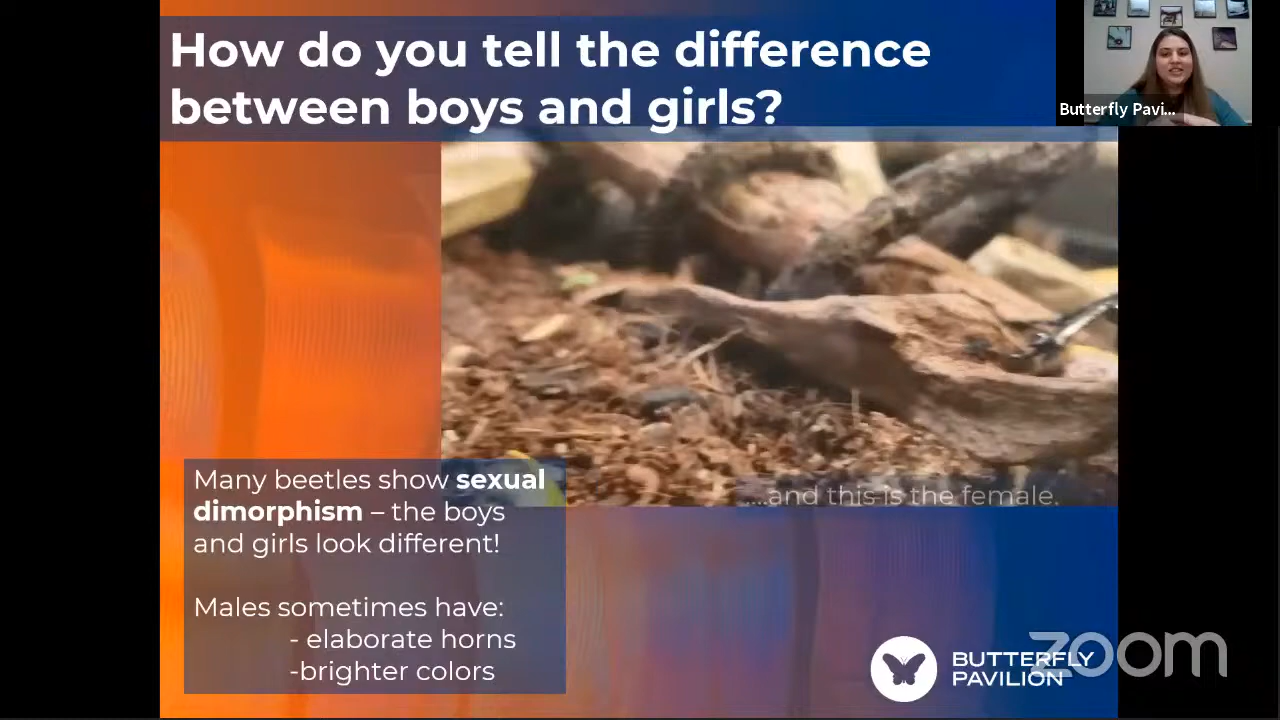 How do you tell the difference
between boys and girls?
Butterfly Pavi...
....and this is the female.
Many beetles show sexual
dimorphism – the boys
and girls look different!
Males sometimes have:
- elaborate horns
-brighter colors
BUTTERFLY
PAVILION
zoom